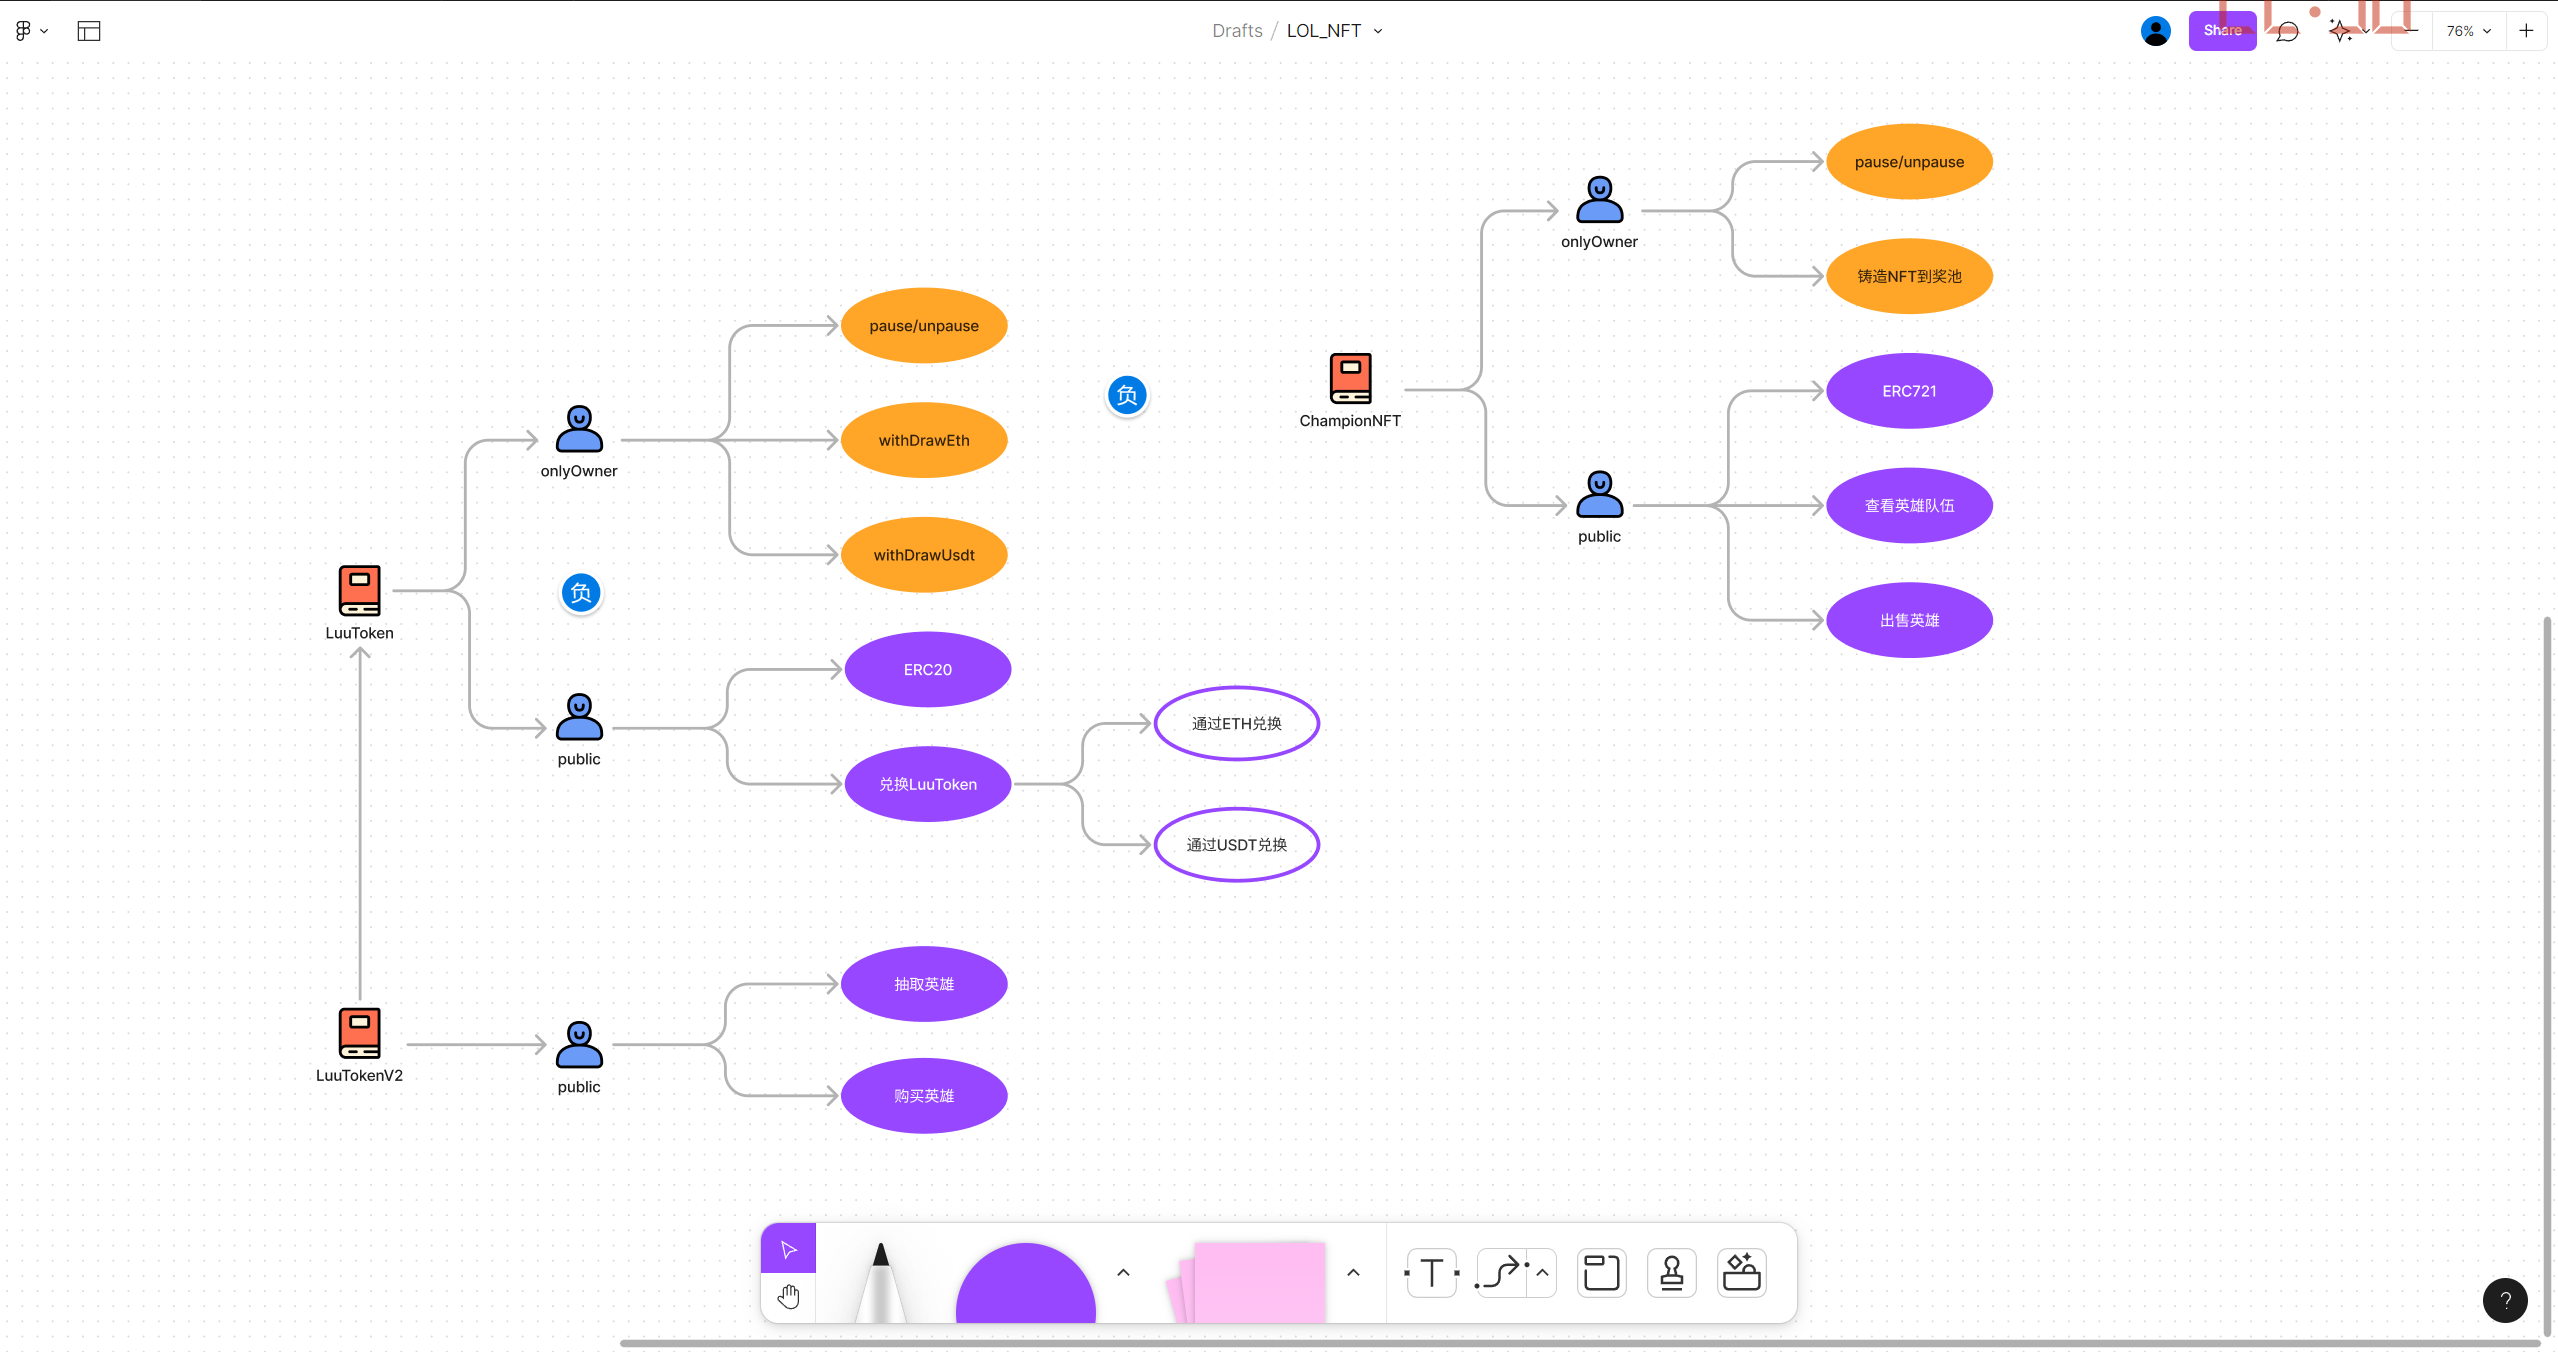 Drafts / LOL_NFT
Share
76%
pause/unpause
onlyOwner
铸造NFT到奖池
pause/unpause
负
ChampionNFT
ERC721
onlyOwner
withDrawEth
查看英雄队伍
public
withDrawUsdt
负
出售英雄
LuuToken
ERC20
通过ETH兑换
public
兑换LuuToken
通过USDT兑换
抽取英雄
LuuTokenV2
public
购买英雄
T
?